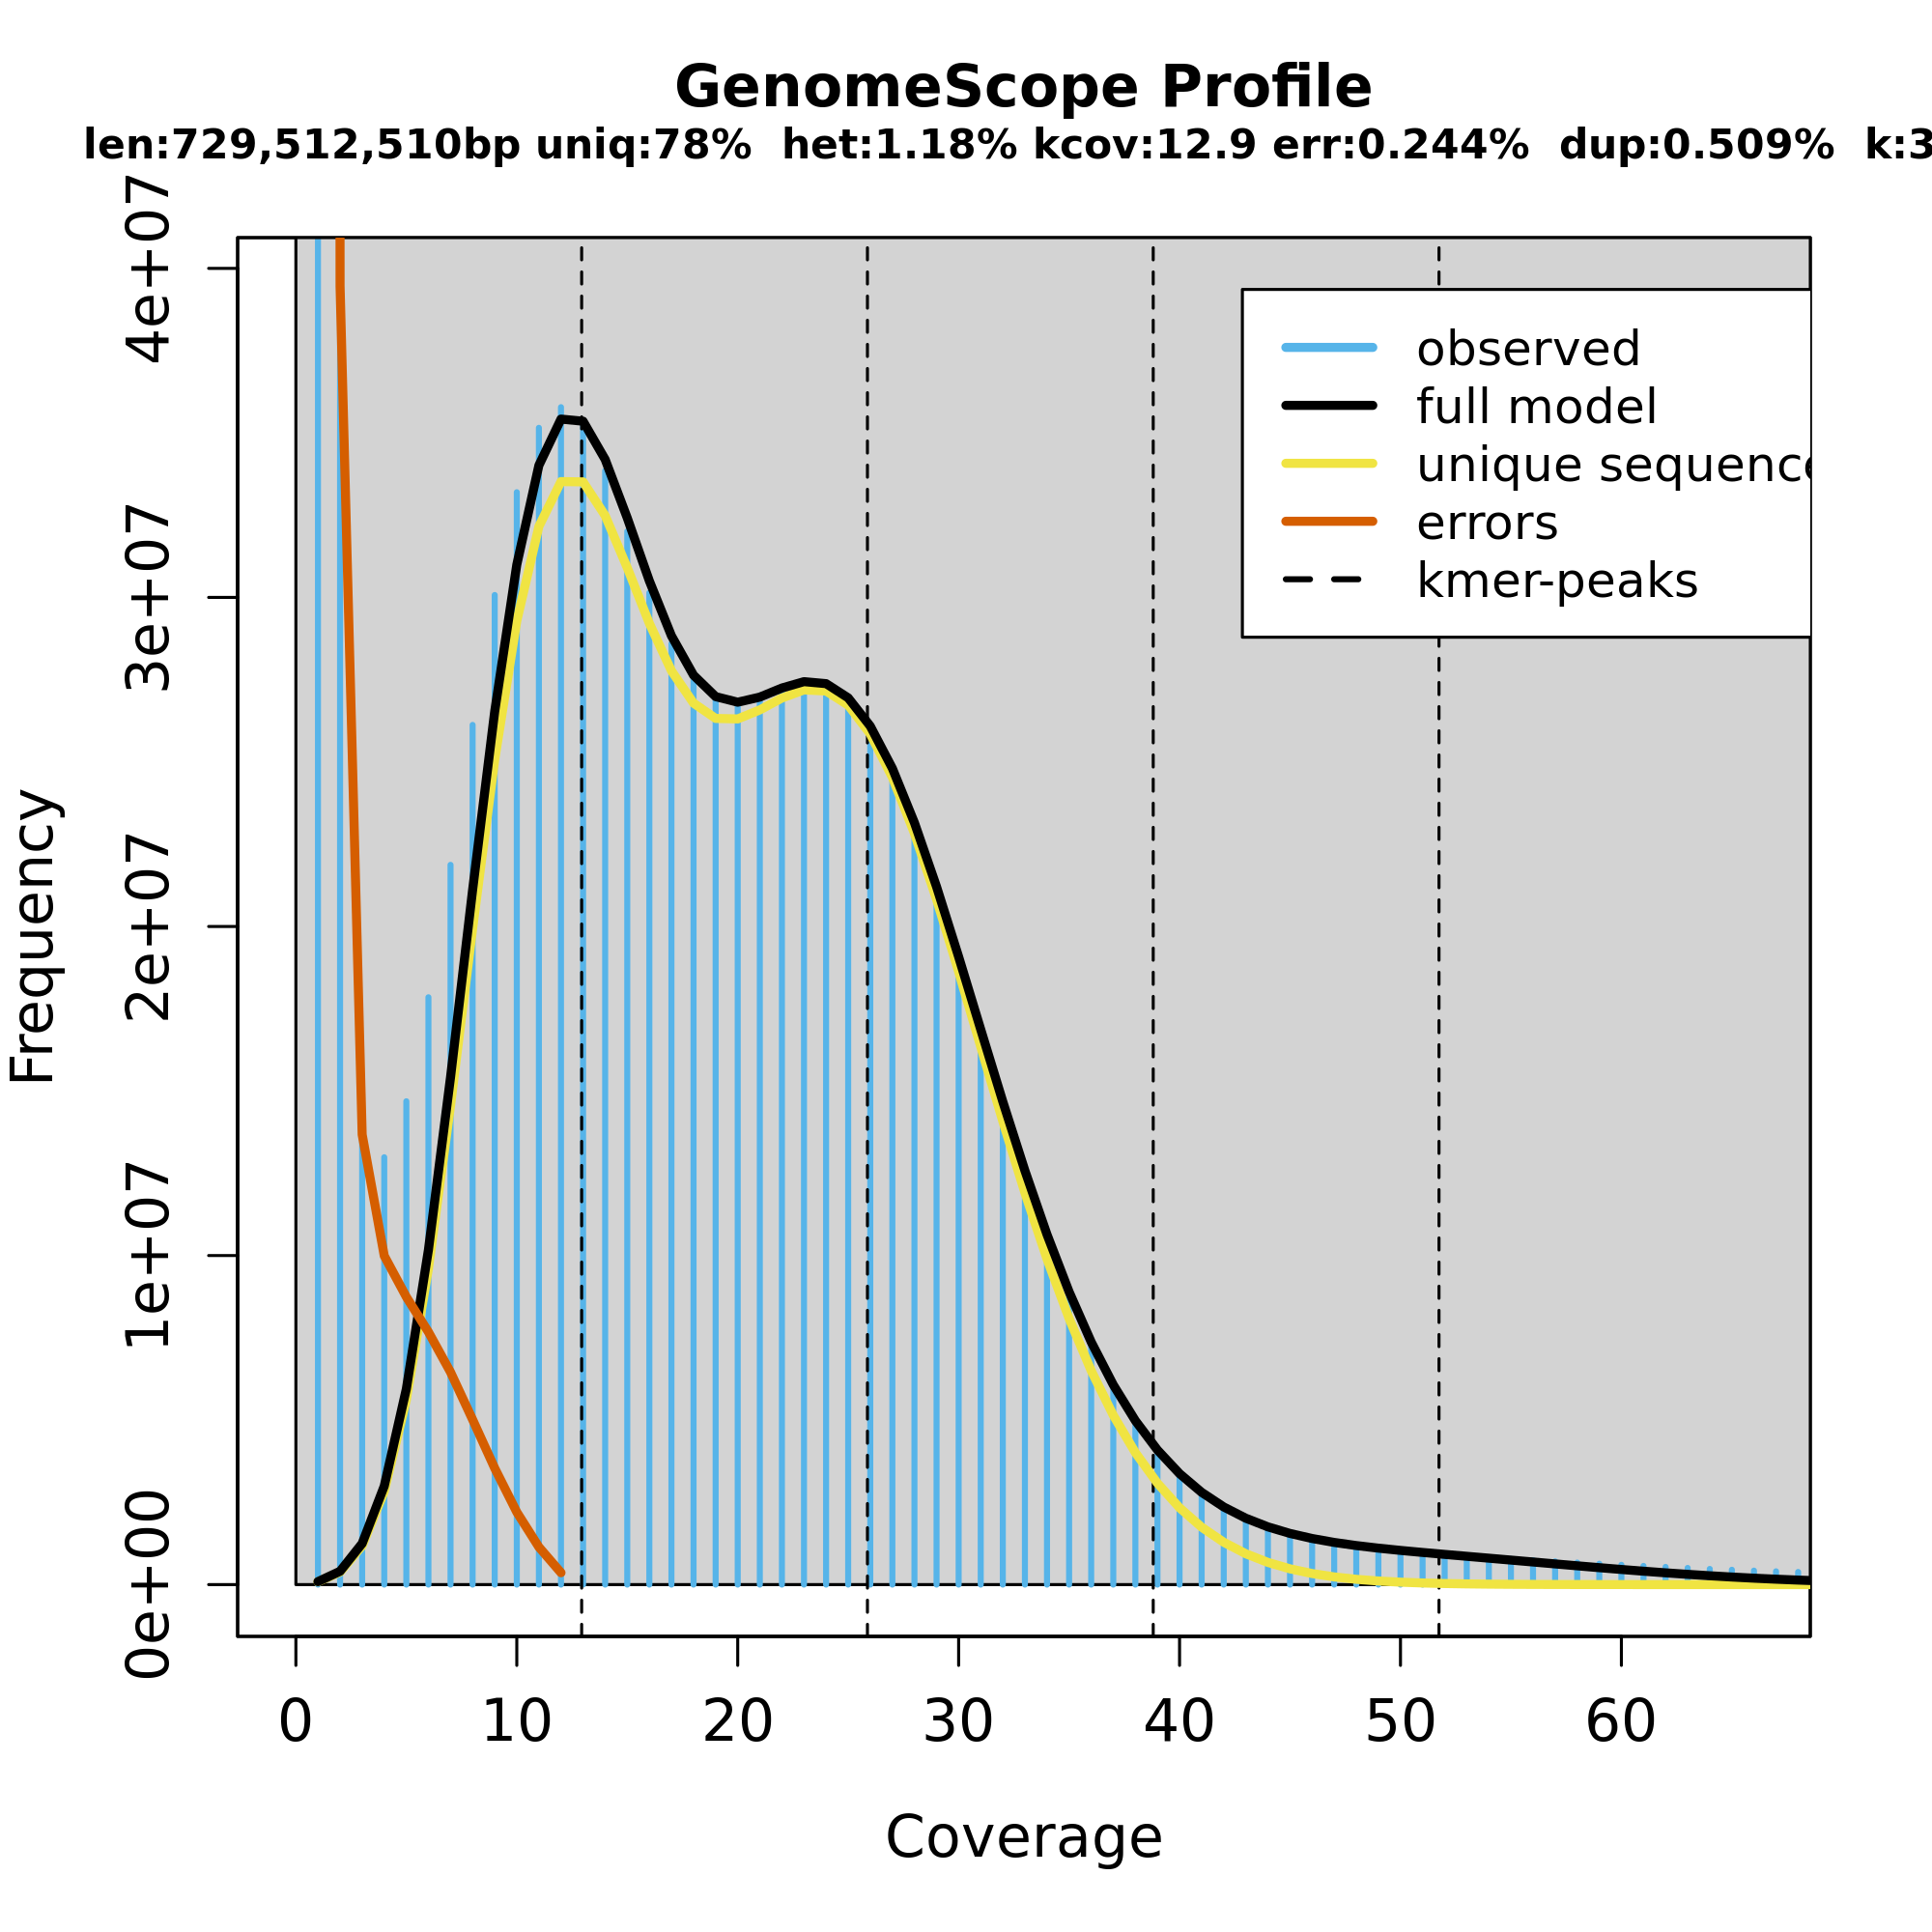 GenomeScope Profile
len:729,512,510bp uniq:78% het:1.18% kcov:12.9 err:0.244% dup:0.509% k:3
4e+07
3e+07
2e+07
1e+07
0e+00
Frequency
observed
full model
unique sequence
errors
kmer-peaks
0 10 20 30 40 50 60
Coverage